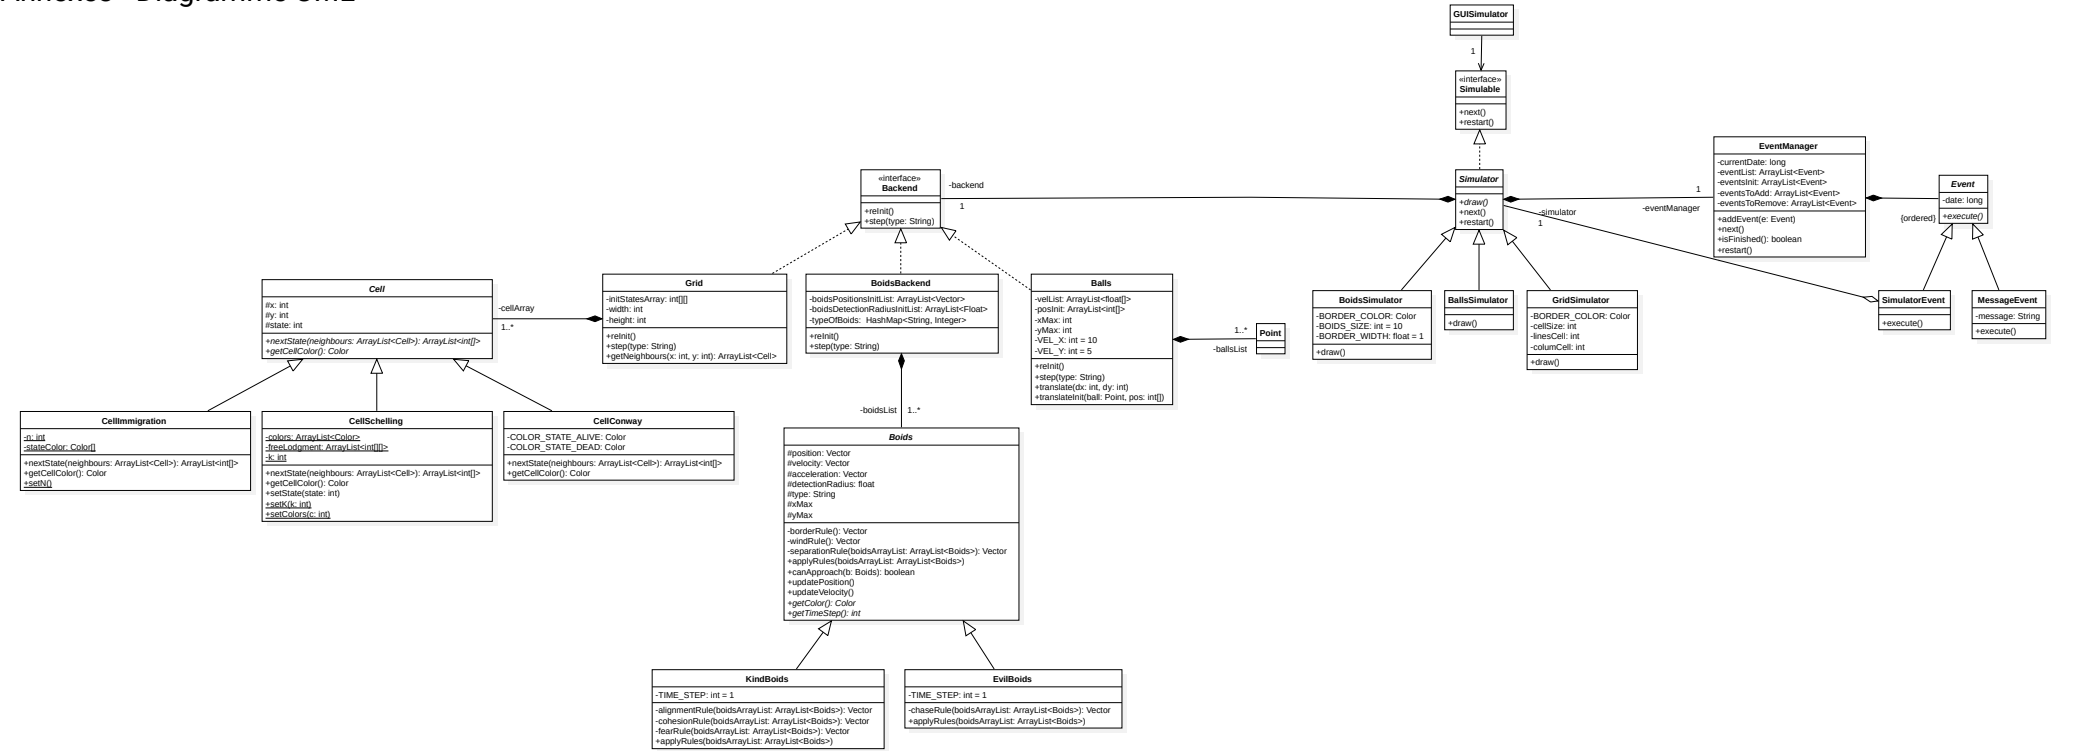 GUISimulator
1
«interface»
Simulable
+next()
+restart()
EventManager
-currentDate: long
-eventList: ArrayList<Event>
-eventsInit: ArrayList<Event>
-eventsToAdd: ArrayList<Event>
-eventsToRemove: ArrayList<Event>
+addEvent(e: Event)
+next()
+isFinished(): boolean
+restart()
«interface»
Backend
+reInit()
+step(type: String)
-backend
1
Simulator
+draw()
+next()
+restart()
1
-eventManager
-simulator
1
Event
-date: long
+execute()
{ordered}
Cell
#x: int
#y: int
#state: int
+nextState(neighbours: ArrayList<Cell>): ArrayList<int[]>
+getCellColor(): Color
-cellArray
1..*
Grid
-initStatesArray: int[][]
-width: int
-height: int
+reInit()
+step(type: String)
+getNeighbours(x: int, y: int): ArrayList<Cell>
BoidsBackend
-boidsPositionsInitList: ArrayList<Vector>
-boidsDetectionRadiusInitList: ArrayList<Float>
-typeOfBoids: HashMap<String, Integer>
+reInit()
+step(type: String)
Balls
-velList: ArrayList<float[]>
-posInit: ArrayList<int[]>
-xMax: int
-yMax: int
-VEL_X: int = 10
-VEL_Y: int = 5
+reInit()
+step(type: String)
+translate(dx: int, dy: int)
+translateInit(ball: Point, pos: int[])
1..*
-ballsList
Point
BoidsSimulator
-BORDER_COLOR: Color
-BOIDS_SIZE: int = 10
-BORDER_WIDTH: float = 1
+draw()
BallsSimulator
+draw()
GridSimulator
-BORDER_COLOR: Color
-cellSize: int
-linesCell: int
-columCell: int
+draw()
SimulatorEvent
+execute()
MessageEvent
-message: String
+execute()
CellImmigration
-n: int
-stateColor: Color[]
+nextState(neighbours: ArrayList<Cell>): ArrayList<int[]>
+getCellColor(): Color
+setN()
CellSchelling
-colors: ArrayList<Color>
-freeLodgment: ArrayList<int[][]>
-k: int
+nextState(neighbours: ArrayList<Cell>): ArrayList<int[]>
+getCellColor(): Color
+setState(state: int)
+setK(k: int)
+setColors(c: int)
CellConway
-COLOR_STATE_ALIVE: Color
-COLOR_STATE_DEAD: Color
+nextState(neighbours: ArrayList<Cell>): ArrayList<int[]>
+getCellColor(): Color
-boidsList 1..*
Boids
#position: Vector
#velocity: Vector
#acceleration: Vector
#detectionRadius: float
#type: String
#xMax
#yMax
-borderRule(): Vector
-windRule(): Vector
-separationRule(boidsArrayList: ArrayList<Boids>): Vector
+applyRules(boidsArrayList: ArrayList<Boids>)
+canApproach(b: Boids): boolean
+updatePosition()
+updateVelocity()
+getColor(): Color
+getTimeStep(): int
KindBoids
-TIME_STEP: int = 1
-alignmentRule(boidsArrayList: ArrayList<Boids>): Vector
-cohesionRule(boidsArrayList: ArrayList<Boids>): Vector
-fearRule(boidsArrayList: ArrayList<Boids>): Vector
+applyRules(boidsArrayList: ArrayList<Boids>)
EvilBoids
-TIME_STEP: int = 1
-chaseRule(boidsArrayList: ArrayList<Boids>): Vector
+applyRules(boidsArrayList: ArrayList<Boids>)